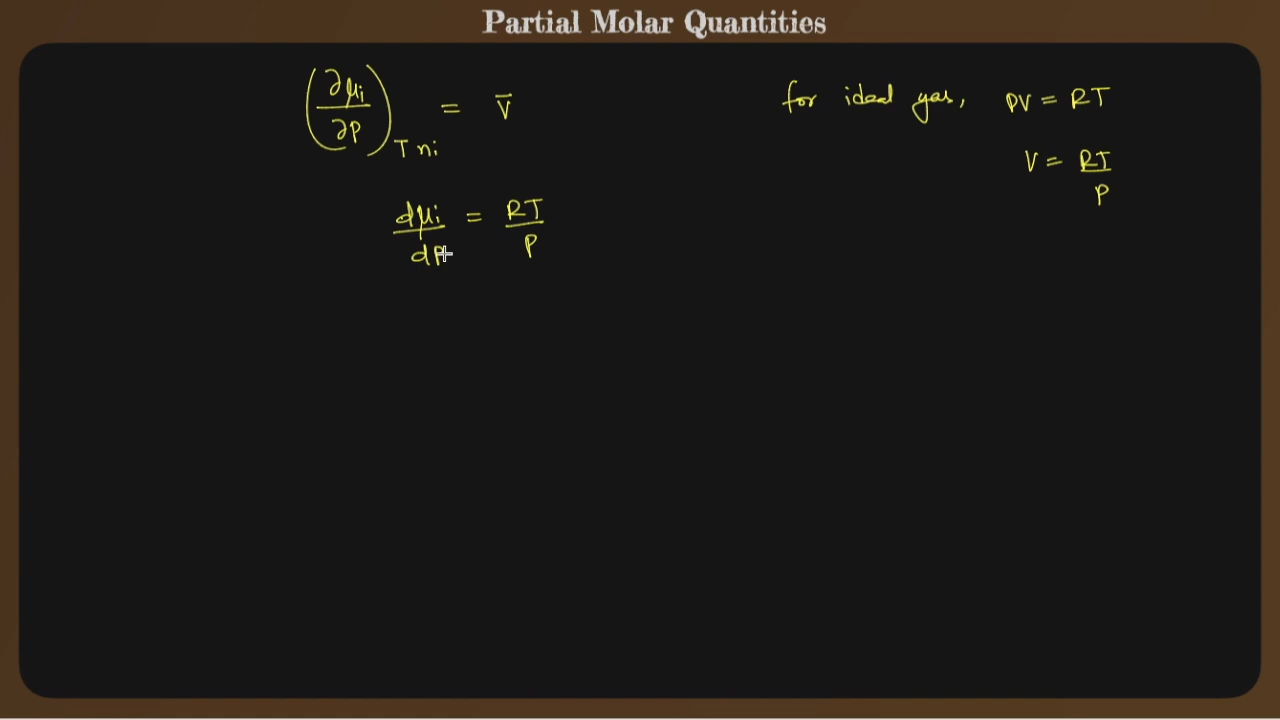 Partial Molar Quantities
(∂μi/∂P)T ni = V̄
for ideal gas, PV = RT
V = RT/P
dμi/dP = RT/P